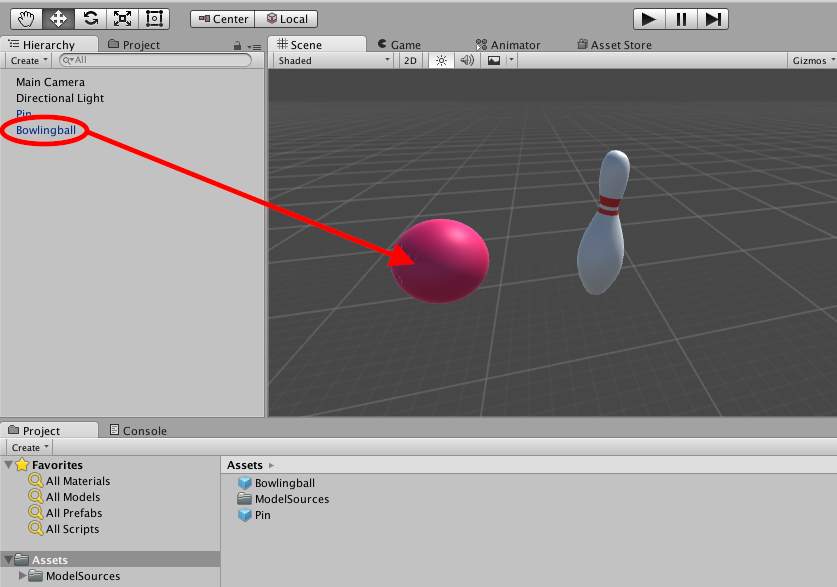 Center Local
Hierarchy Project
Create All
Main Camera
Directional Light
Pin
Bowlingball
Scene Game Animator Asset Store
Shaded 2D Gizmos
Project Console
Create
Favorites
All Materials
All Models
All Prefabs
All Scripts
Assets
ModelSources
Assets
Bowlingball
ModelSources
Pin